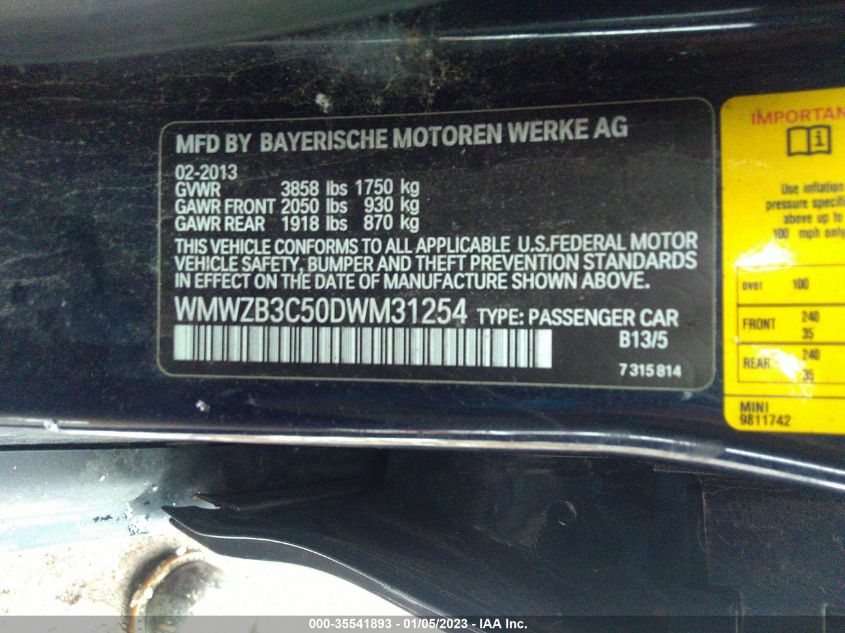 MFD BY BAYERISCHE MOTOREN WERKE AG
02-2013
GVWR 3858 lbs 1750 kg
GAWR FRONT 2050 lbs 930 kg
GAWR REAR 1918 lbs 870 kg
THIS VEHICLE CONFORMS TO ALL APPLICABLE U.S.FEDERAL MOTOR
VEHICLE SAFETY, BUMPER AND THEFT PREVENTION STANDARDS
IN EFFECT ON THE DATE OF MANUFACTURE SHOWN ABOVE.
WMWZB3C50DWM31254 TYPE: PASSENGER CAR
B13/5
7 315 814
IMPORTAN
Use inflation
pressure specifi
above up to
100 mph only
over 100
FRONT 240
35
REAR 240
35
MINI
9811742
000-35541893 - 01/05/2023 - IAA Inc.